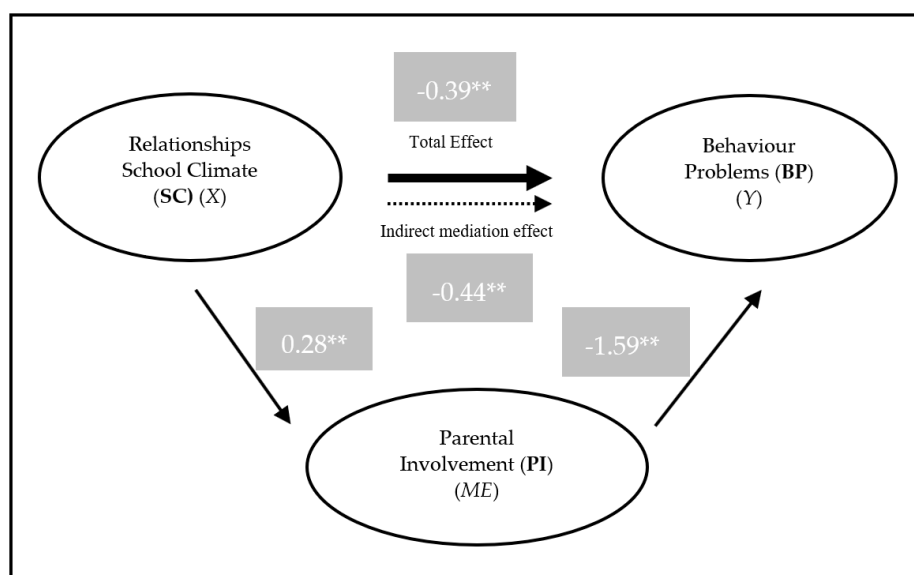 -0.39**
Total Effect
Relationships
School Climate
(SC) (X)
Behaviour
Problems (BP)
(Y)
Indirect mediation effect
-0.44**
0.28**
-1.59**
Parental
Involvement (PI)
(ME)